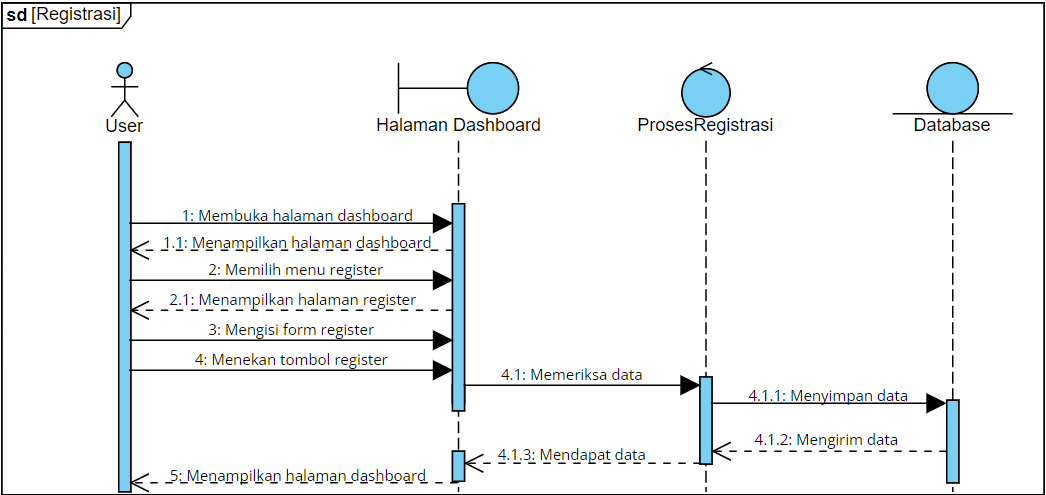 sd [Registrasi]
User
Halaman Dashboard
ProsesRegistrasi
Database
1: Membuka halaman dashboard
1.1: Menampilkan halaman dashboard
2: Memilih menu register
2.1: Menampilkan halaman register
3: Mengisi form register
4: Menekan tombol register
4.1: Memeriksa data
4.1.1: Menyimpan data
4.1.2: Mengirim data
4.1.3: Mendapat data
5: Menampilkan halaman dashboard